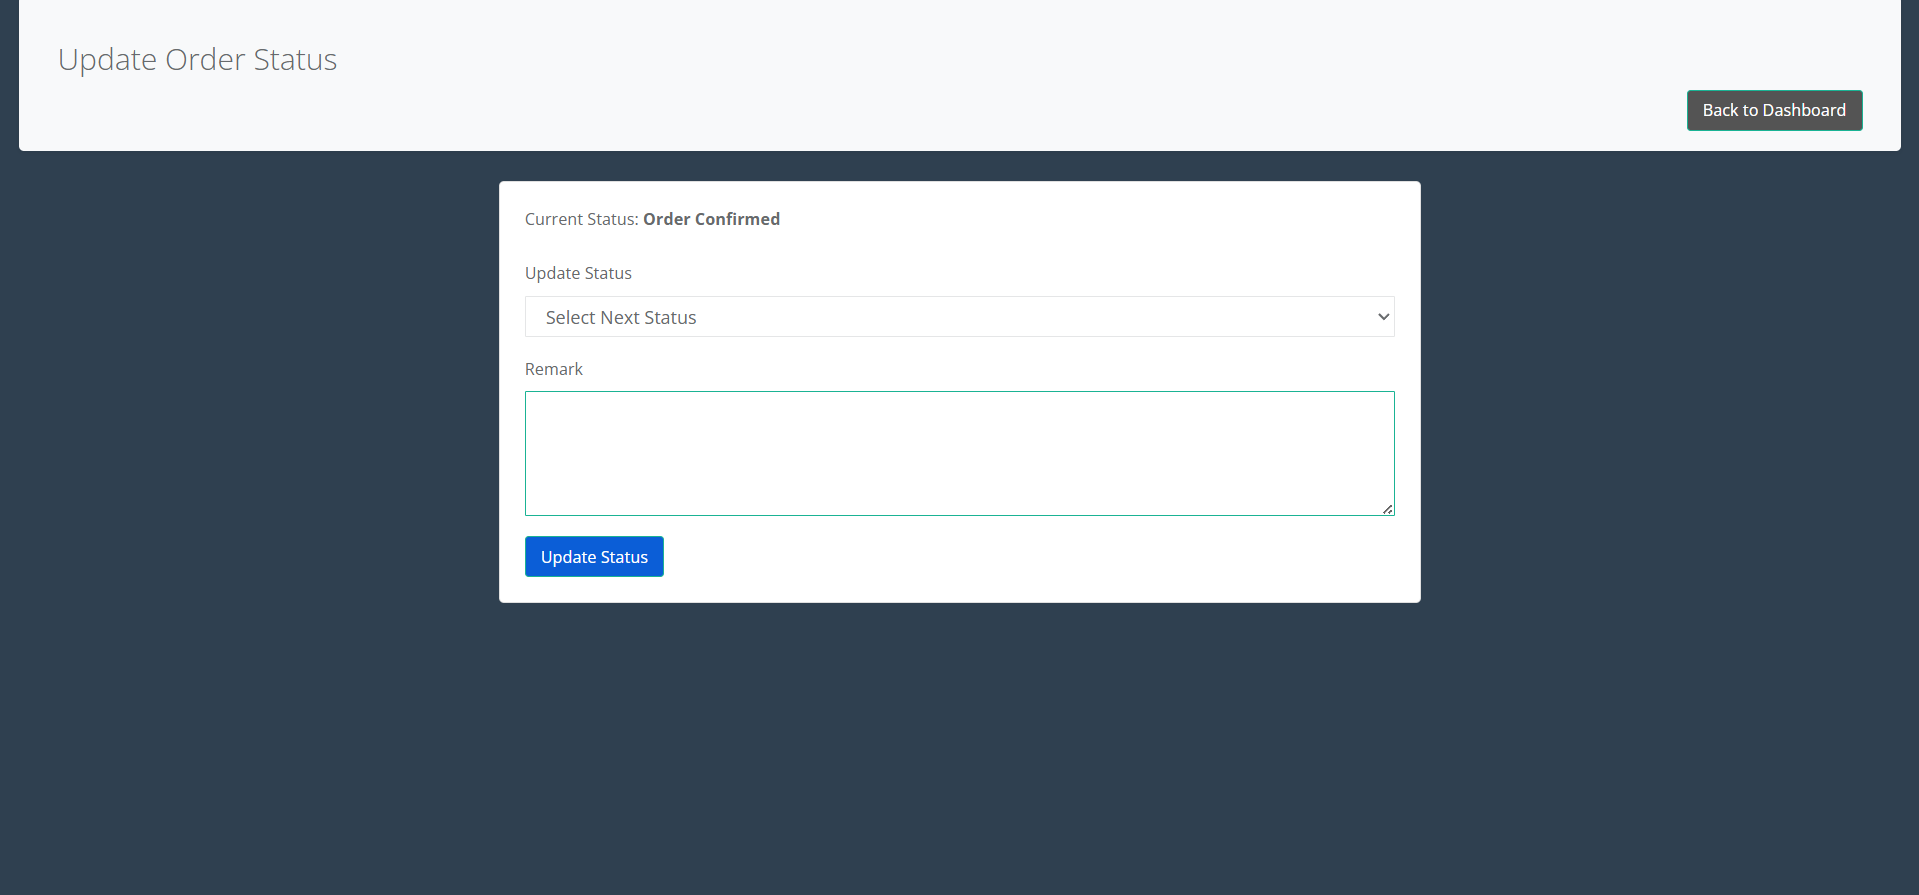 Update Order Status
Back to Dashboard
Current Status: Order Confirmed
Update Status
Select Next Status
Remark
Update Status